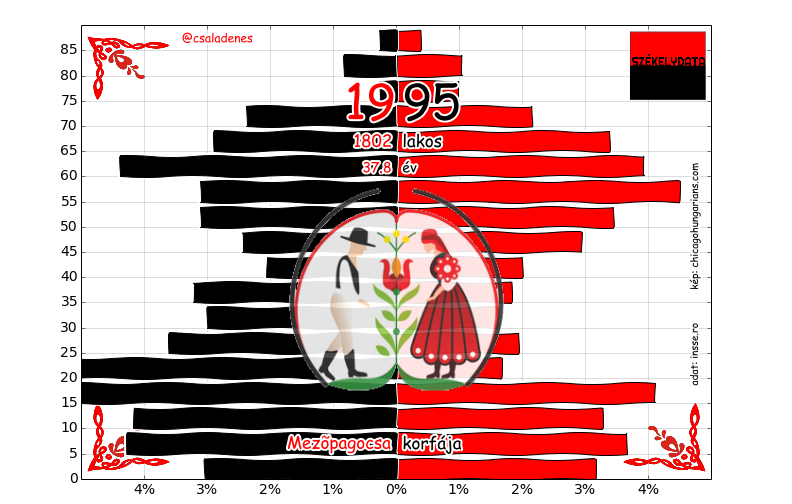 @csaladenes
SZÉKELYDATA
1995
1802 lakos
37.8 év
Mezõpagocsa korfája
kép: chicagohungarians.com
adat: insse.ro
85
80
75
70
65
60
55
50
45
40
35
30
25
20
15
10
5
0
4% 3% 2% 1% 0% 1% 2% 3% 4%